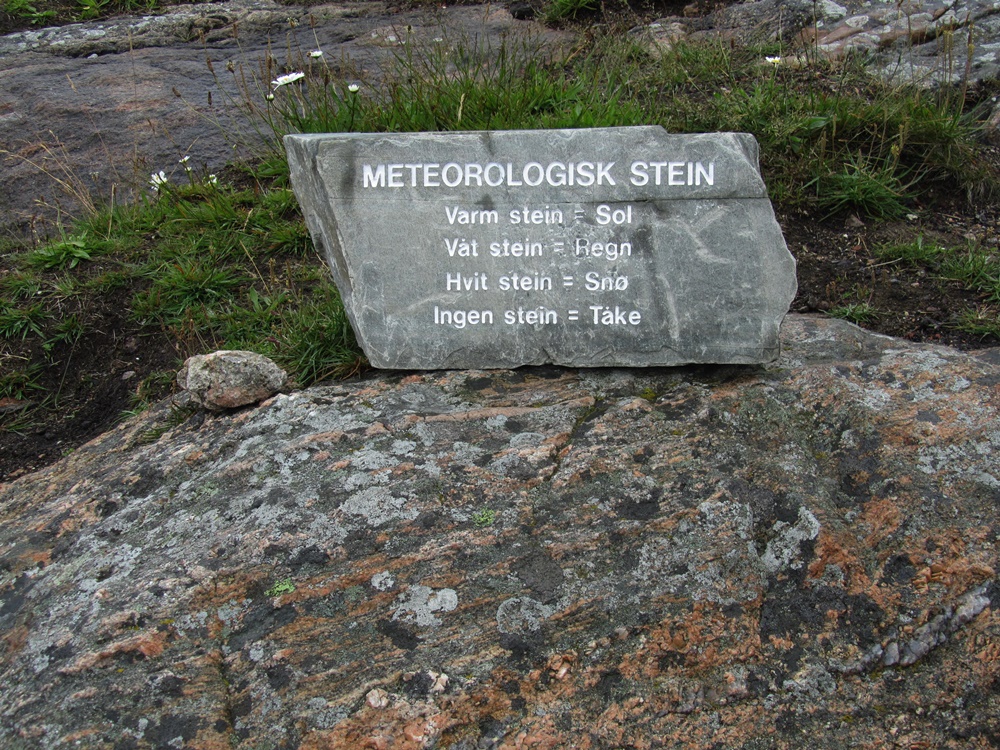 METEOROLOGISK STEIN
Varm stein = Sol
Våt stein = Regn
Hvit stein = Snø
Ingen stein = Tåke